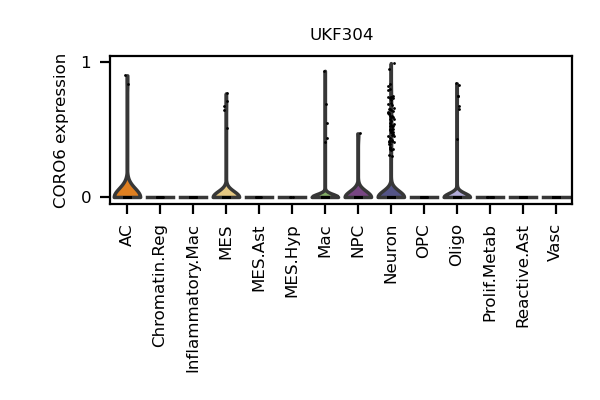 UKF304
CORO6 expression
1
0
AC
Chromatin.Reg
Inflammatory.Mac
MES
MES.Ast
MES.Hyp
Mac
NPC
Neuron
OPC
Oligo
Prolif.Metab
Reactive.Ast
Vasc